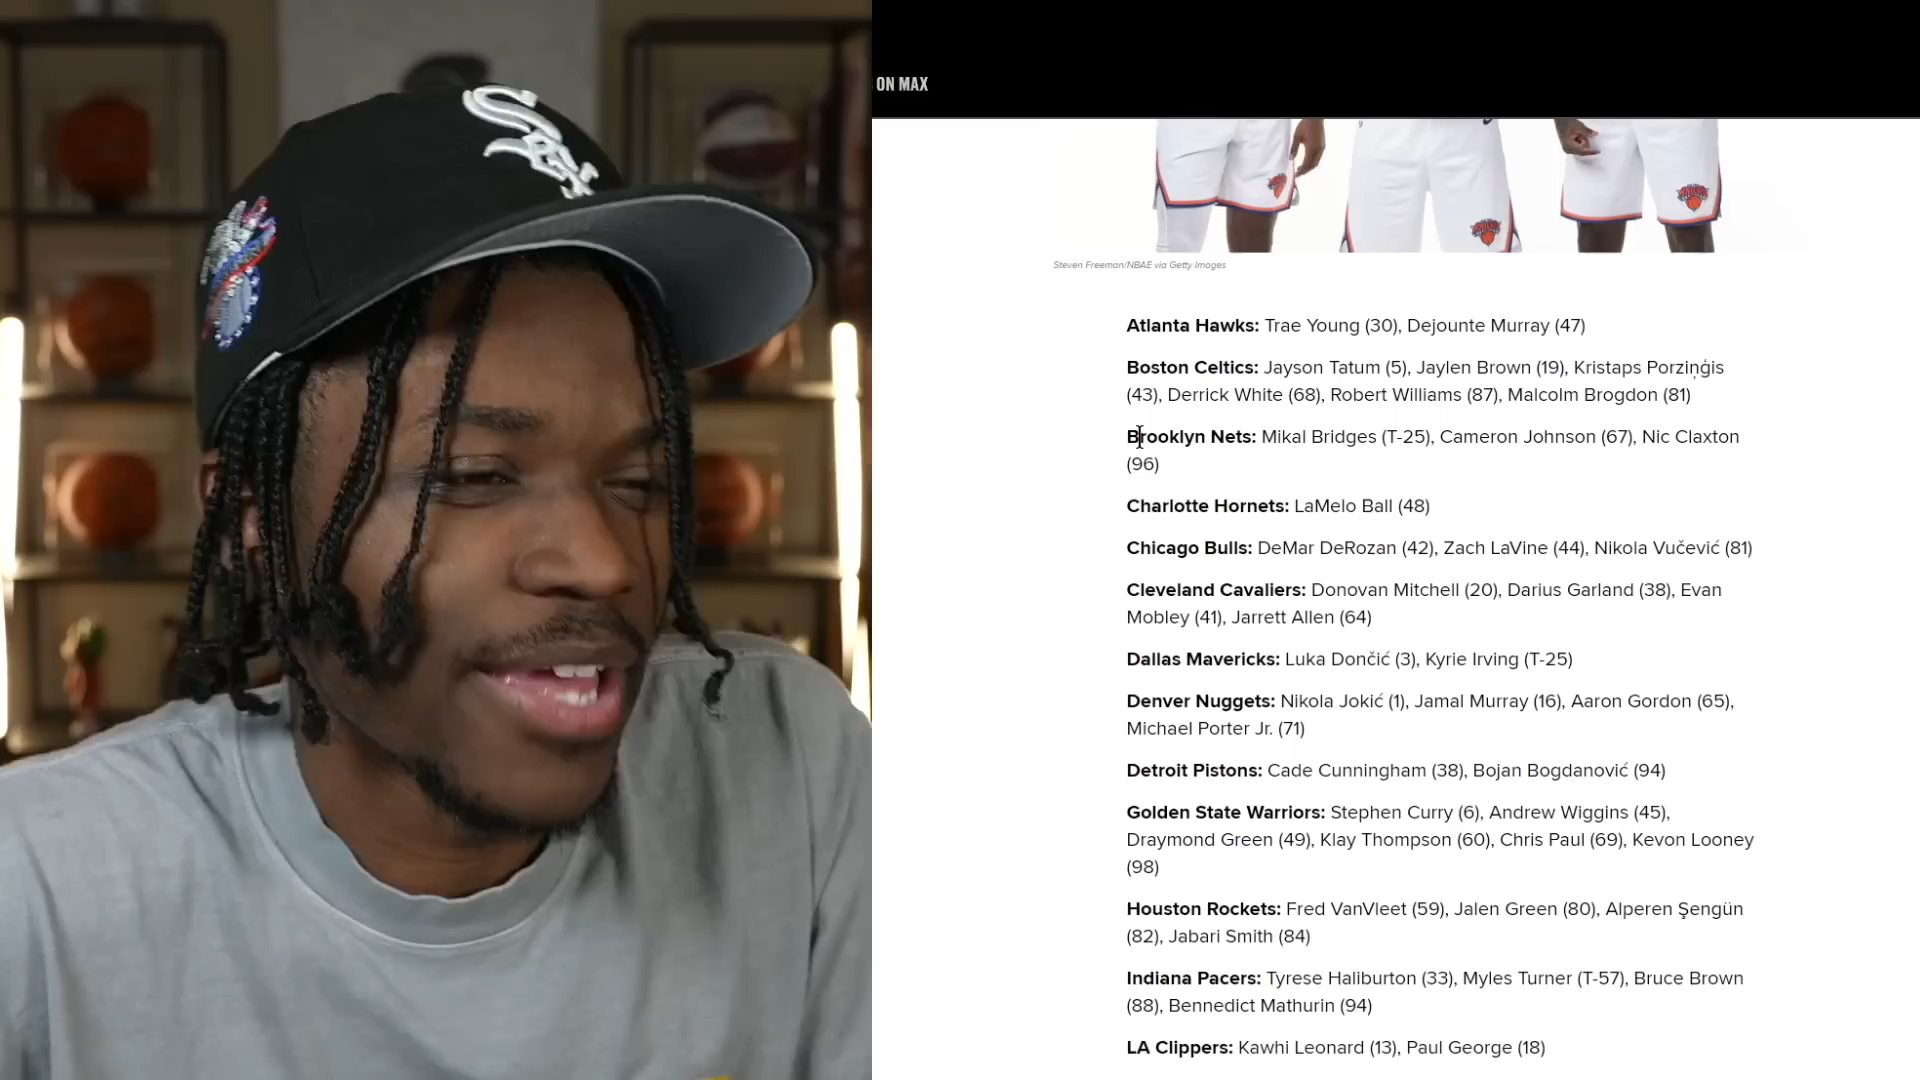 Sox
ON MAX
Steven Freeman/NBAE via Getty Images
Atlanta Hawks: Trae Young (30), Dejounte Murray (47)
Boston Celtics: Jayson Tatum (5), Jaylen Brown (19), Kristaps Porziņģis
(43), Derrick White (68), Robert Williams (87), Malcolm Brogdon (81)
Brooklyn Nets: Mikal Bridges (T-25), Cameron Johnson (67), Nic Claxton
(96)
Charlotte Hornets: LaMelo Ball (48)
Chicago Bulls: DeMar DeRozan (42), Zach LaVine (44), Nikola Vučević (81)
Cleveland Cavaliers: Donovan Mitchell (20), Darius Garland (38), Evan
Mobley (41), Jarrett Allen (64)
Dallas Mavericks: Luka Dončić (3), Kyrie Irving (T-25)
Denver Nuggets: Nikola Jokić (1), Jamal Murray (16), Aaron Gordon (65),
Michael Porter Jr. (71)
Detroit Pistons: Cade Cunningham (38), Bojan Bogdanović (94)
Golden State Warriors: Stephen Curry (6), Andrew Wiggins (45),
Draymond Green (49), Klay Thompson (60), Chris Paul (69), Kevon Looney
(98)
Houston Rockets: Fred VanVleet (59), Jalen Green (80), Alperen Şengün
(82), Jabari Smith (84)
Indiana Pacers: Tyrese Haliburton (33), Myles Turner (T-57), Bruce Brown
(88), Bennedict Mathurin (94)
LA Clippers: Kawhi Leonard (13), Paul George (18)